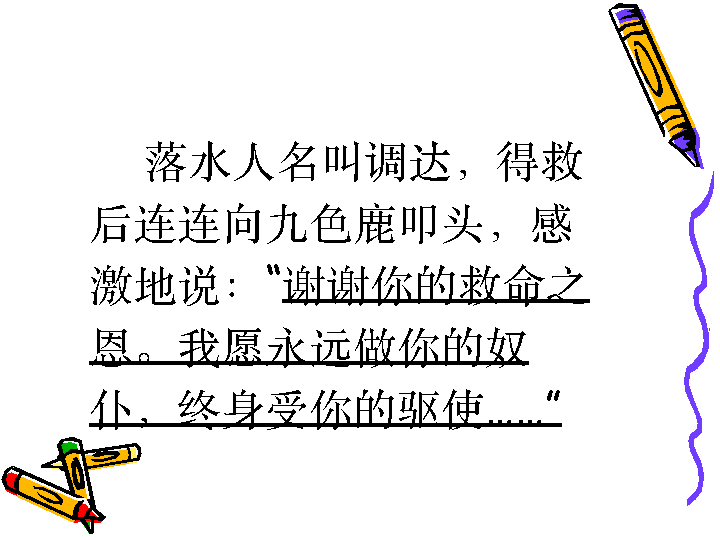 落水人名叫调达，得救
后连连向九色鹿叩头，感
激地说：“谢谢你的救命之
恩。我愿永远做你的奴
仆，终身受你的驱使……”